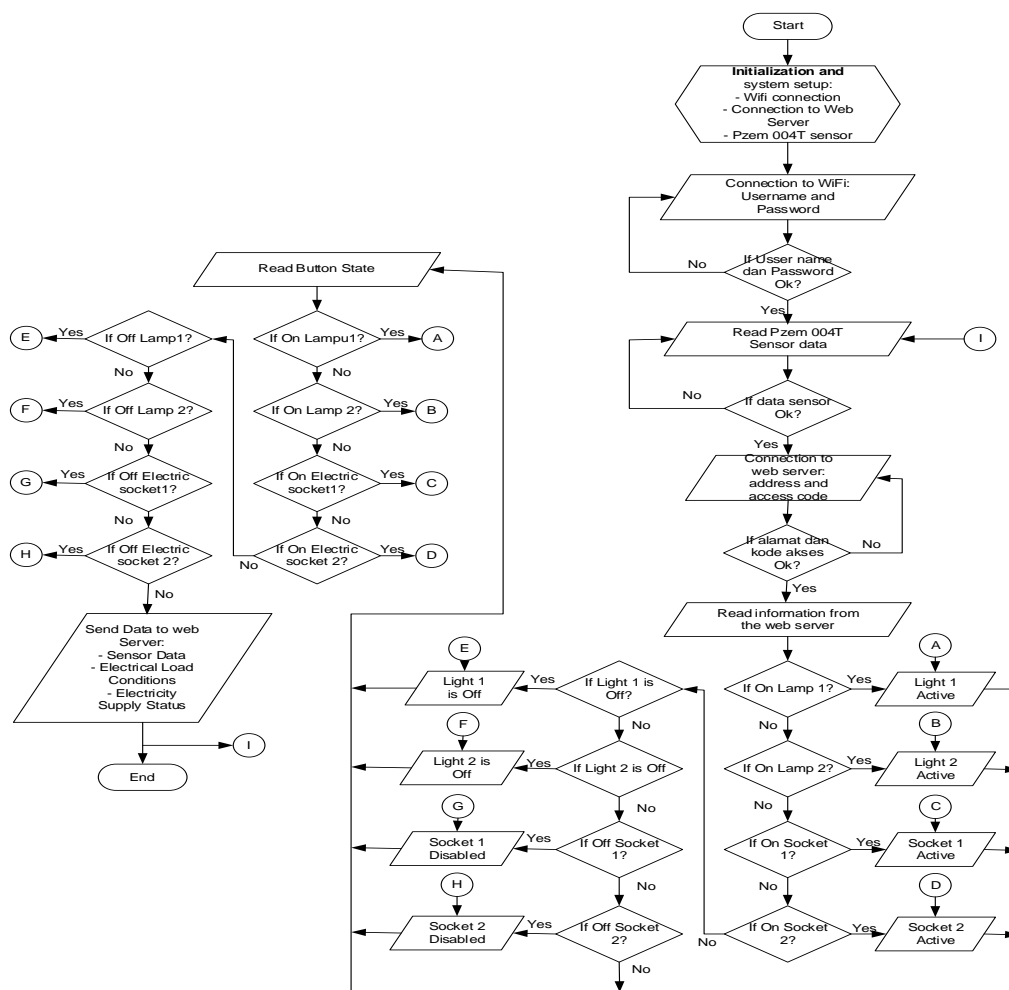 Start
Initialization and
system setup:
- Wifi connection
- Connection to Web
Server
- Pzem 004T sensor
Connection to WiFi:
Username and
Password
If Usser name
dan Password
Ok?
No
Yes
Read Pzem 004T
Sensor data
I
If data sensor
Ok?
No
Yes
Connection to
web server:
address and
access code
If alamat dan
kode akses
Ok?
No
Yes
Read information from
the web server
If On Lamp 1?
Yes
A
Light 1
Active
No
If On Lamp 2?
Yes
B
Light 2
Active
No
If On Socket
1?
Yes
C
Socket 1
Active
No
If On Socket
2?
Yes
D
Socket 2
Active
No
If Light 1 is
Off?
Yes
E
Light 1
is Off
No
If Light 2 is Off
Yes
F
Light 2 is
Off
No
If Off Socket
1?
Yes
G
Socket 1
Disabled
No
If Off Socket
2?
Yes
H
Socket 2
Disabled
No
Read Button State
If On Lampu1?
Yes
A
No
If On Lamp 2?
Yes
B
No
If On Electric
socket1?
Yes
C
No
If On Electric
socket 2?
Yes
D
No
If Off Lamp1?
Yes
E
No
If Off Lamp 2?
Yes
F
No
If Off Electric
socket1?
Yes
G
No
If Off Electric
socket 2?
Yes
H
No
Send Data to web
Server:
- Sensor Data
- Electrical Load
Conditions
- Electricity
Supply Status
I
End